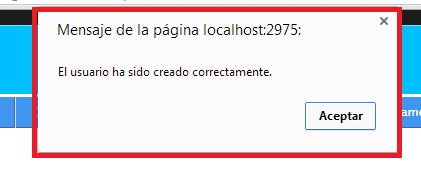 Mensaje de la página localhost:2975:
El usuario ha sido creado correctamente.
Aceptar